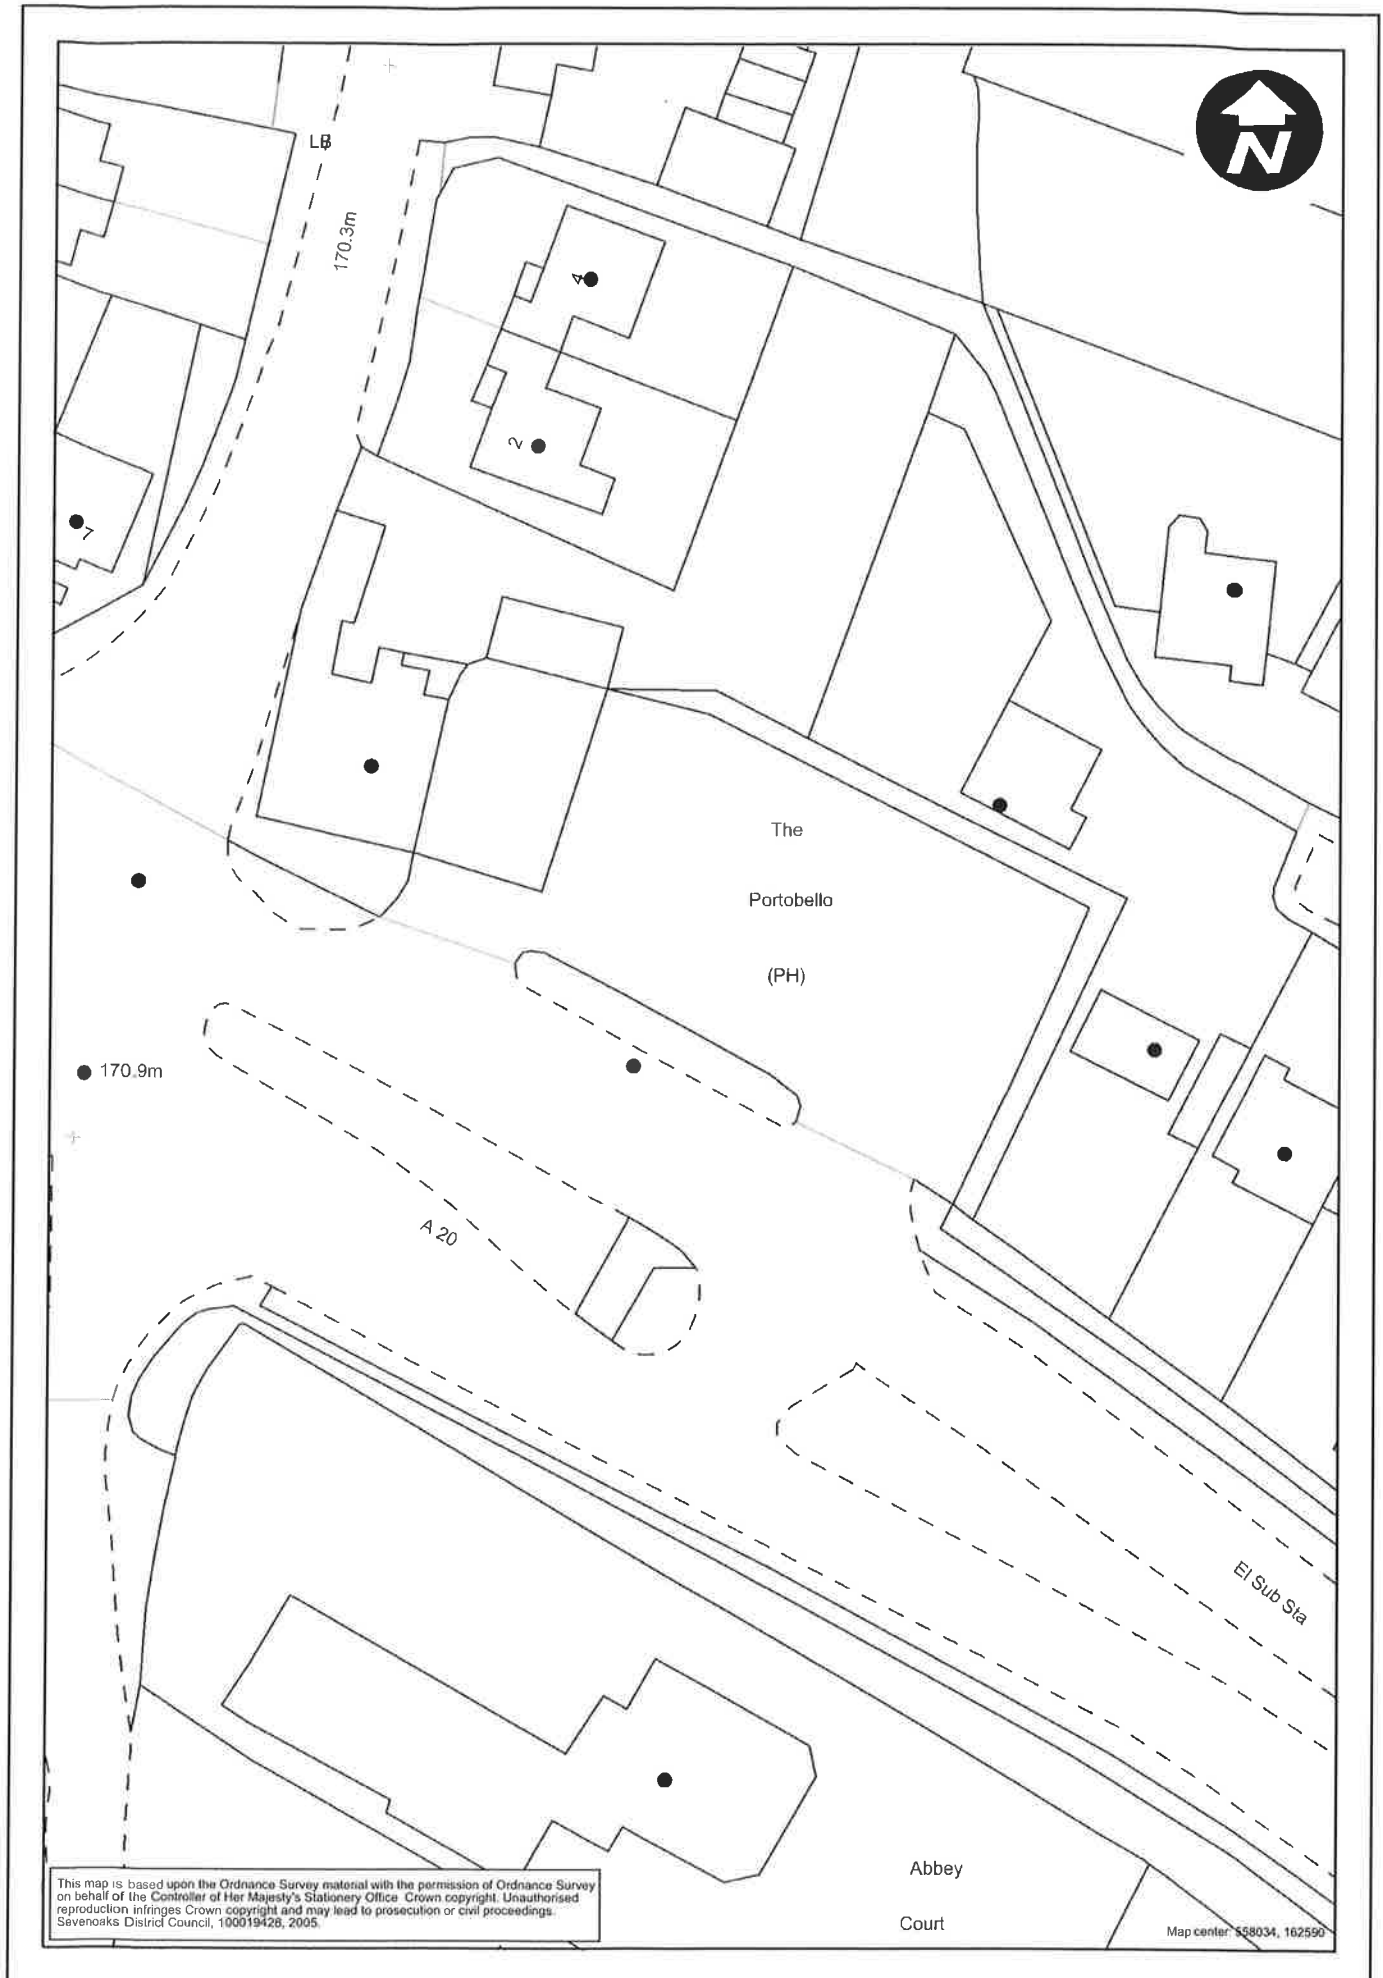 N
LB
170.3m
4
2
7
The
Portobello
(PH)
170.9m
A 20
El Sub Sta
Abbey
Court
This map is based upon the Ordnance Survey material with the permission of Ordnance Survey
on behalf of the Controller of Her Majesty's Stationery Office Crown copyright. Unauthorised
reproduction infringes Crown copyright and may lead to prosecution or civil proceedings.
Sevenoaks District Council, 100019428, 2005.
Map center: 558034, 162590